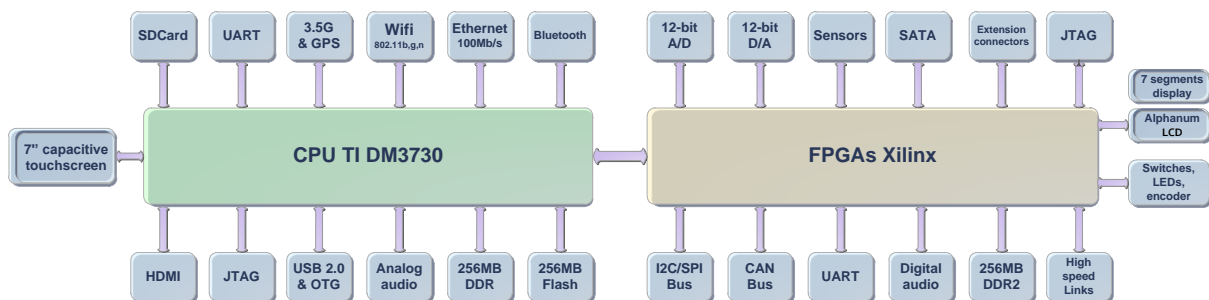 SDCard
UART
3.5G
& GPS
Wifi
802.11b,g,n
Ethernet
100Mb/s
Bluetooth
12-bit
A/D
12-bit
D/A
Sensors
SATA
Extension
connectors
JTAG
7 segments
display
Alphanum
LCD
7" capacitive
touchscreen
CPU TI DM3730
FPGAs Xilinx
Switches,
LEDs,
encoder
HDMI
JTAG
USB 2.0
& OTG
Analog
audio
256MB
DDR
256MB
Flash
I2C/SPI
Bus
CAN
Bus
UART
Digital
audio
256MB
DDR2
High
speed
Links